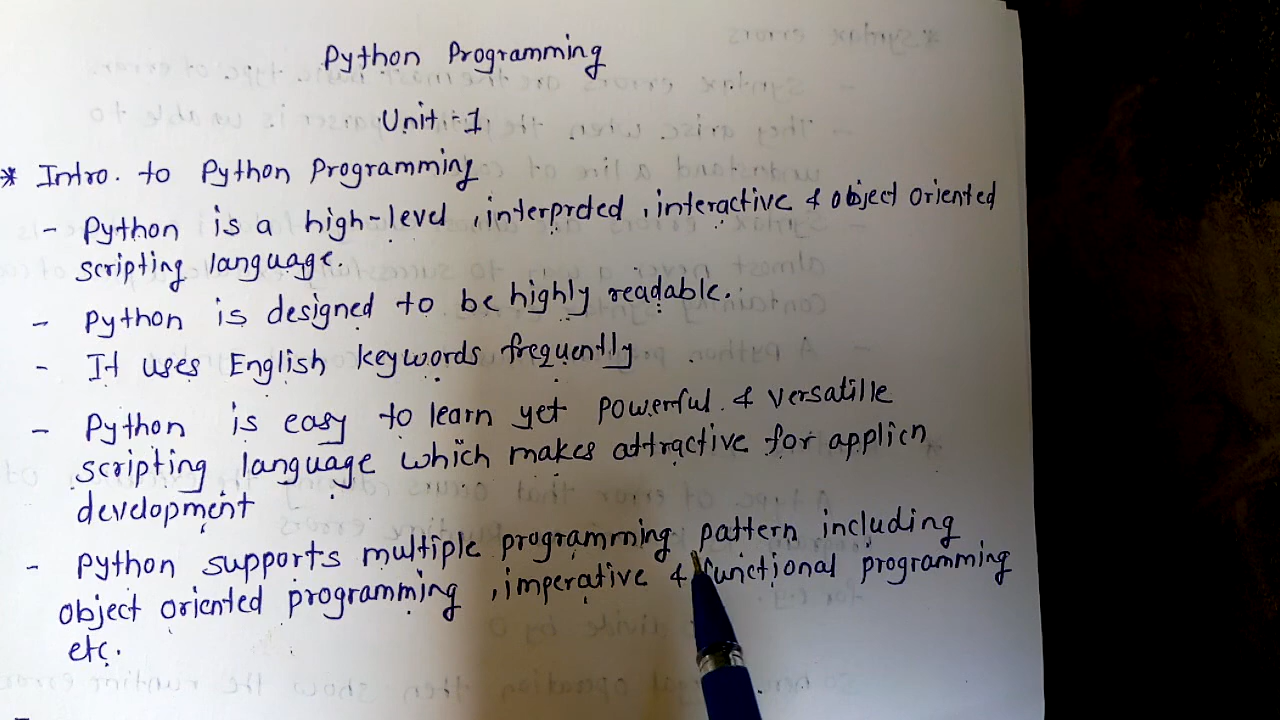 Python Programming
Unit-1
* Intro. to Python Programming
- Python is a high-level, interprded, interactive & object oriented
scripting language.
- Python is designed to be highly readable.
- It uses English keywords frequently
- Python is easy to learn yet powerful & versatille
scripting language which makes attractive for applicn
development
- Python supports multiple programming pattern including
object oriented programming, imperative & functional programming
etc.